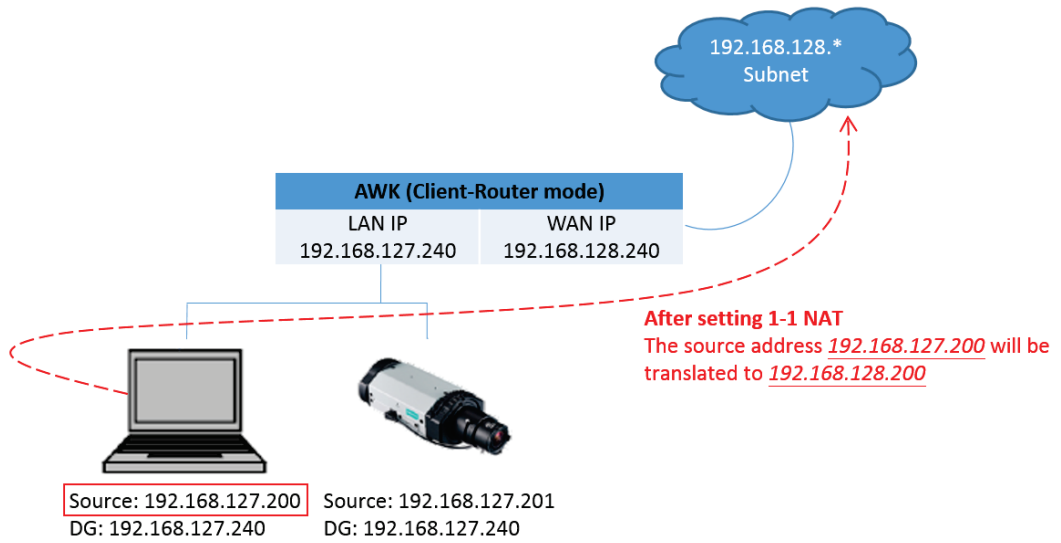 192.168.128.*
Subnet
AWK (Client-Router mode)
LAN IP
192.168.127.240
WAN IP
192.168.128.240
After setting 1-1 NAT
The source address 192.168.127.200 will be
translated to 192.168.128.200
Source: 192.168.127.200
DG: 192.168.127.240
Source: 192.168.127.201
DG: 192.168.127.240